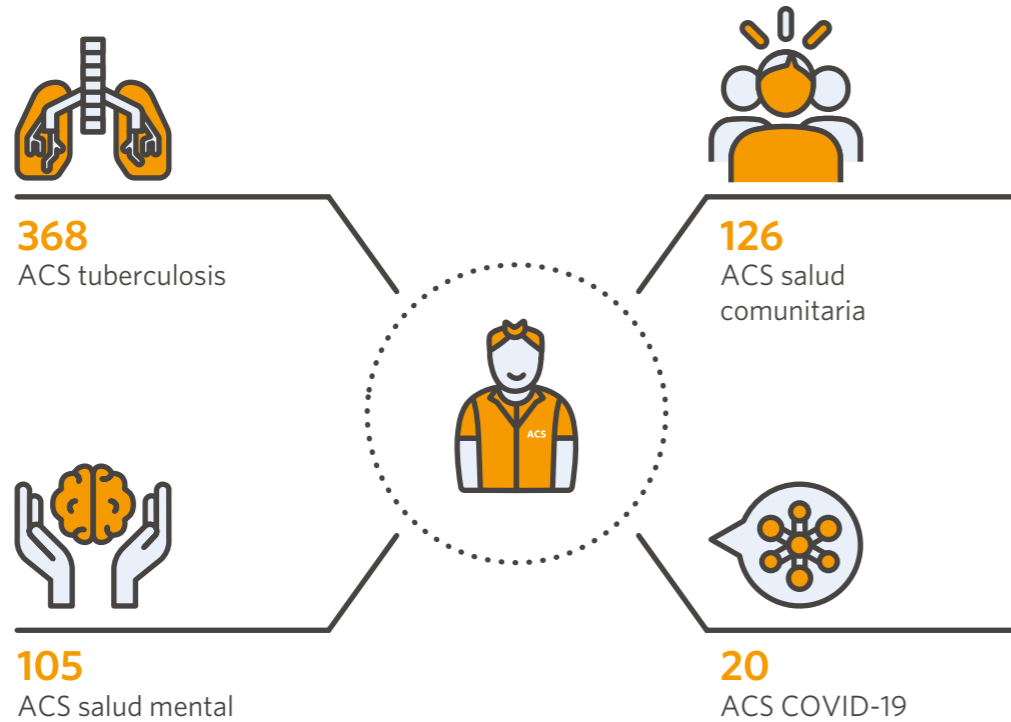 368
ACS tuberculosis
126
ACS salud
comunitaria
ACS
105
ACS salud mental
20
ACS COVID-19